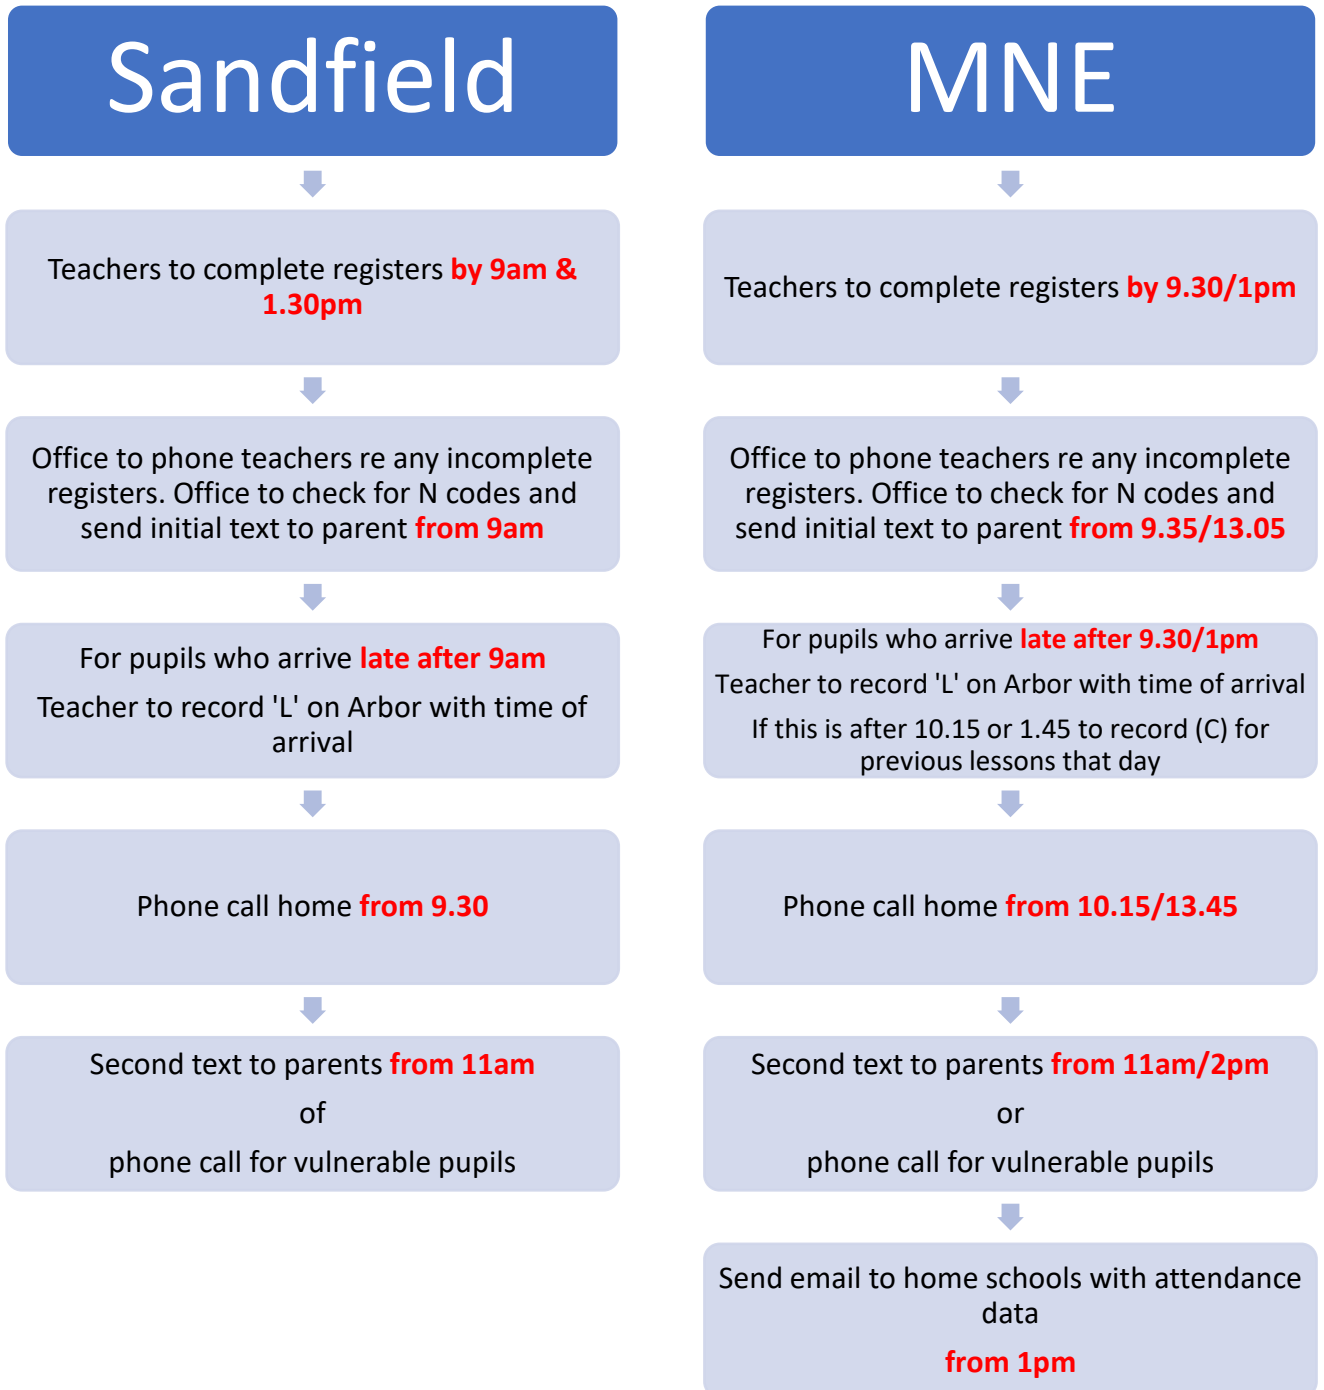 Sandfield
Teachers to complete registers by 9am &
1.30pm
Office to phone teachers re any incomplete
registers. Office to check for N codes and
send initial text to parent from 9am
For pupils who arrive late after 9am
Teacher to record 'L' on Arbor with time of
arrival
Phone call home from 9.30
Second text to parents from 11am
of
phone call for vulnerable pupils
MNE
Teachers to complete registers by 9.30/1pm
Office to phone teachers re any incomplete
registers. Office to check for N codes and
send initial text to parent from 9.35/13.05
For pupils who arrive late after 9.30/1pm
Teacher to record 'L' on Arbor with time of arrival
If this is after 10.15 or 1.45 to record (C) for
previous lessons that day
Phone call home from 10.15/13.45
Second text to parents from 11am/2pm
or
phone call for vulnerable pupils
Send email to home schools with attendance
data
from 1pm